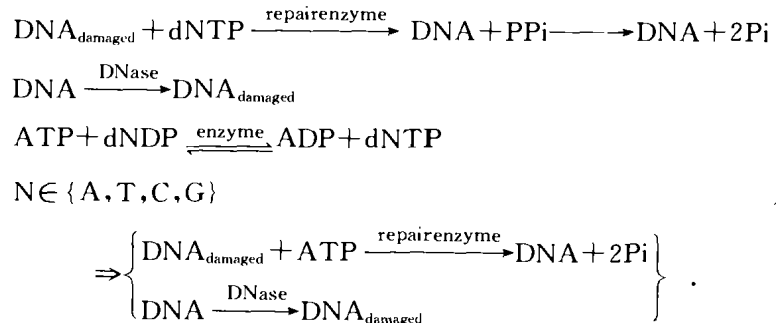 DNA_damaged + dNTP —repairenzyme→ DNA + PPi ⟶ DNA + 2Pi
DNA —DNase→ DNA_damaged
ATP + dNDP ⇌(enzyme) ADP + dNTP
N∈{A,T,C,G}
⇒{ DNA_damaged + ATP —repairenzyme→ DNA + 2Pi
DNA —DNase→ DNA_damaged } .